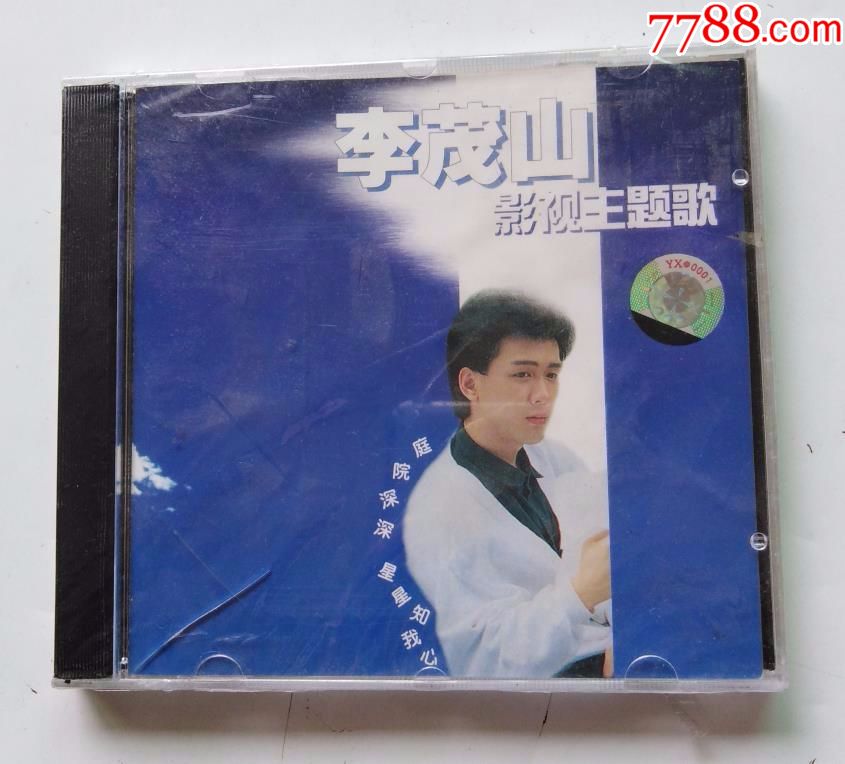 7788.com
李茂山
影视主题歌
YX●0001
庭院深深 星星知我心